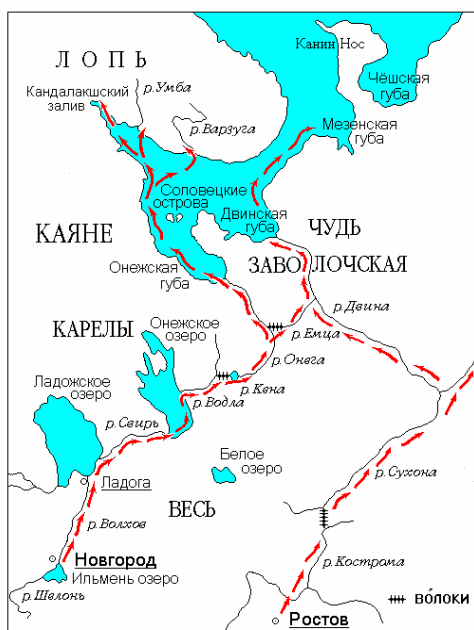 Канин Нос
Чёшская
губа
ЛОПЬ
р.Умба
Кандалакшский
залив
р.Варзуга
Мезенская
губа
Соловецкие
острова
Двинская
губа
ЧУДЬ
КАЯНЕ
Онежская
губа
ЗАВОЛОЧСКАЯ
р.Двина
КАРЕЛЫ
Онежское
озеро
р.Емца
р.Онега
Ладожское
озеро
р.Кена
р.Водла
р.Свирь
Белое
озеро
р.Сухона
Ладога
ВЕСЬ
р.Волхов
Новгород
Ильмень озеро
р.Кострома
р.Шелонь
волоки
Ростов